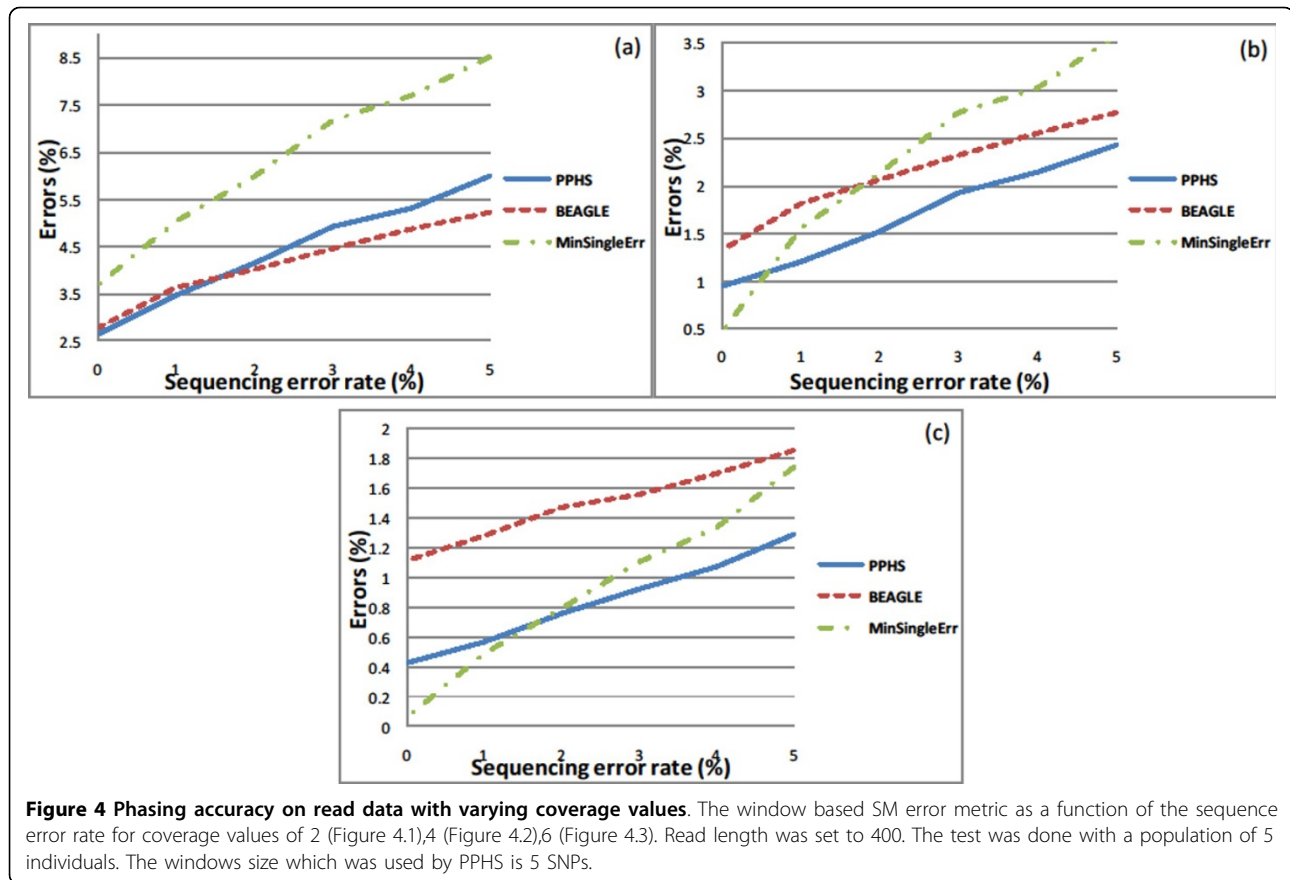 (a)
8.5
7.5
6.5
5.5
4.5
3.5
2.5
Errors (%)
0 1 2 3 4 5
Sequencing error rate (%)
PPHS
BEAGLE
MinSingleErr
(b)
3.5
3
2.5
2
1.5
1
0.5
Errors (%)
0 1 2 3 4 5
Sequencing error rate (%)
PPHS
BEAGLE
MinSingleErr
(c)
2
1.8
1.6
1.4
1.2
1
0.8
0.6
0.4
0.2
0
Errors (%)
0 1 2 3 4 5
Sequencing error rate (%)
PPHS
BEAGLE
MinSingleErr
Figure 4 Phasing accuracy on read data with varying coverage values. The window based SM error metric as a function of the sequence
error rate for coverage values of 2 (Figure 4.1),4 (Figure 4.2),6 (Figure 4.3). Read length was set to 400. The test was done with a population of 5
individuals. The windows size which was used by PPHS is 5 SNPs.